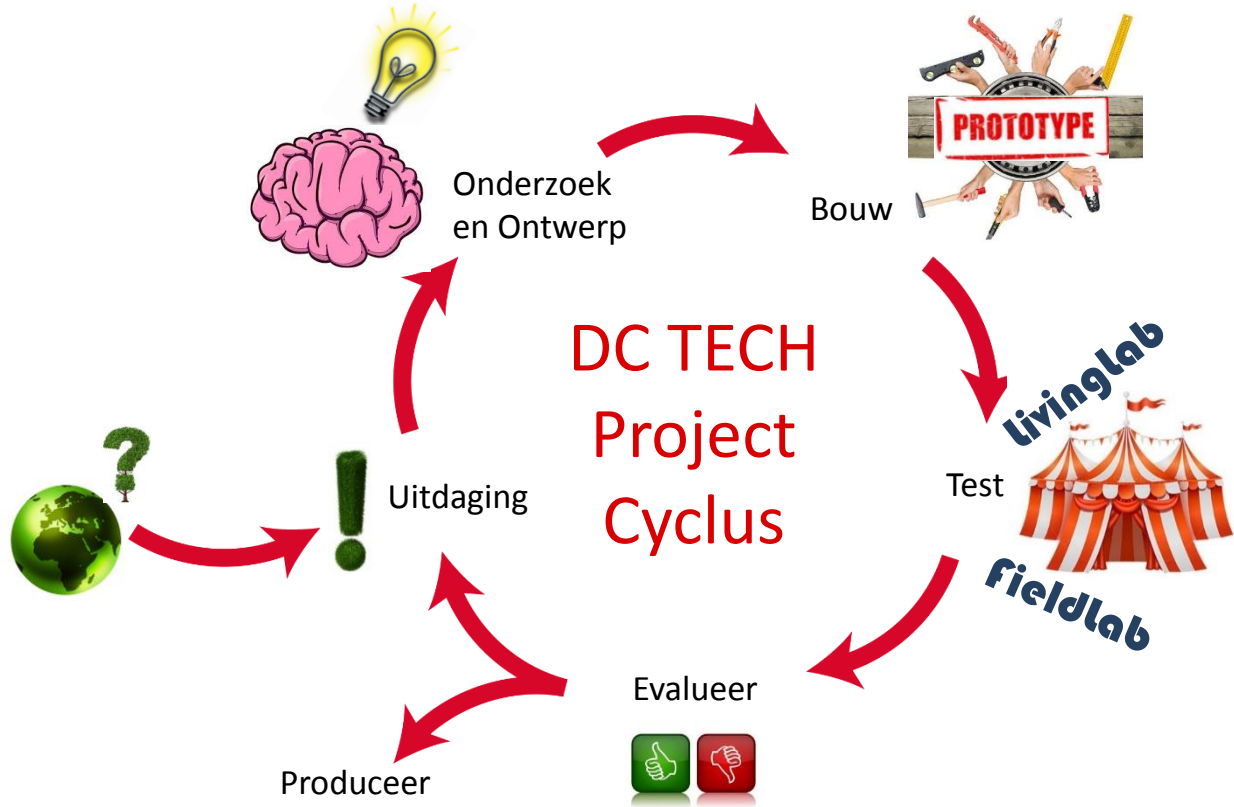 PROTOTYPE
Onderzoek
en Ontwerp
Bouw
DC TECH
Project
Cyclus
LivingLab
Test
FieldLab
Uitdaging
Evalueer
Produceer